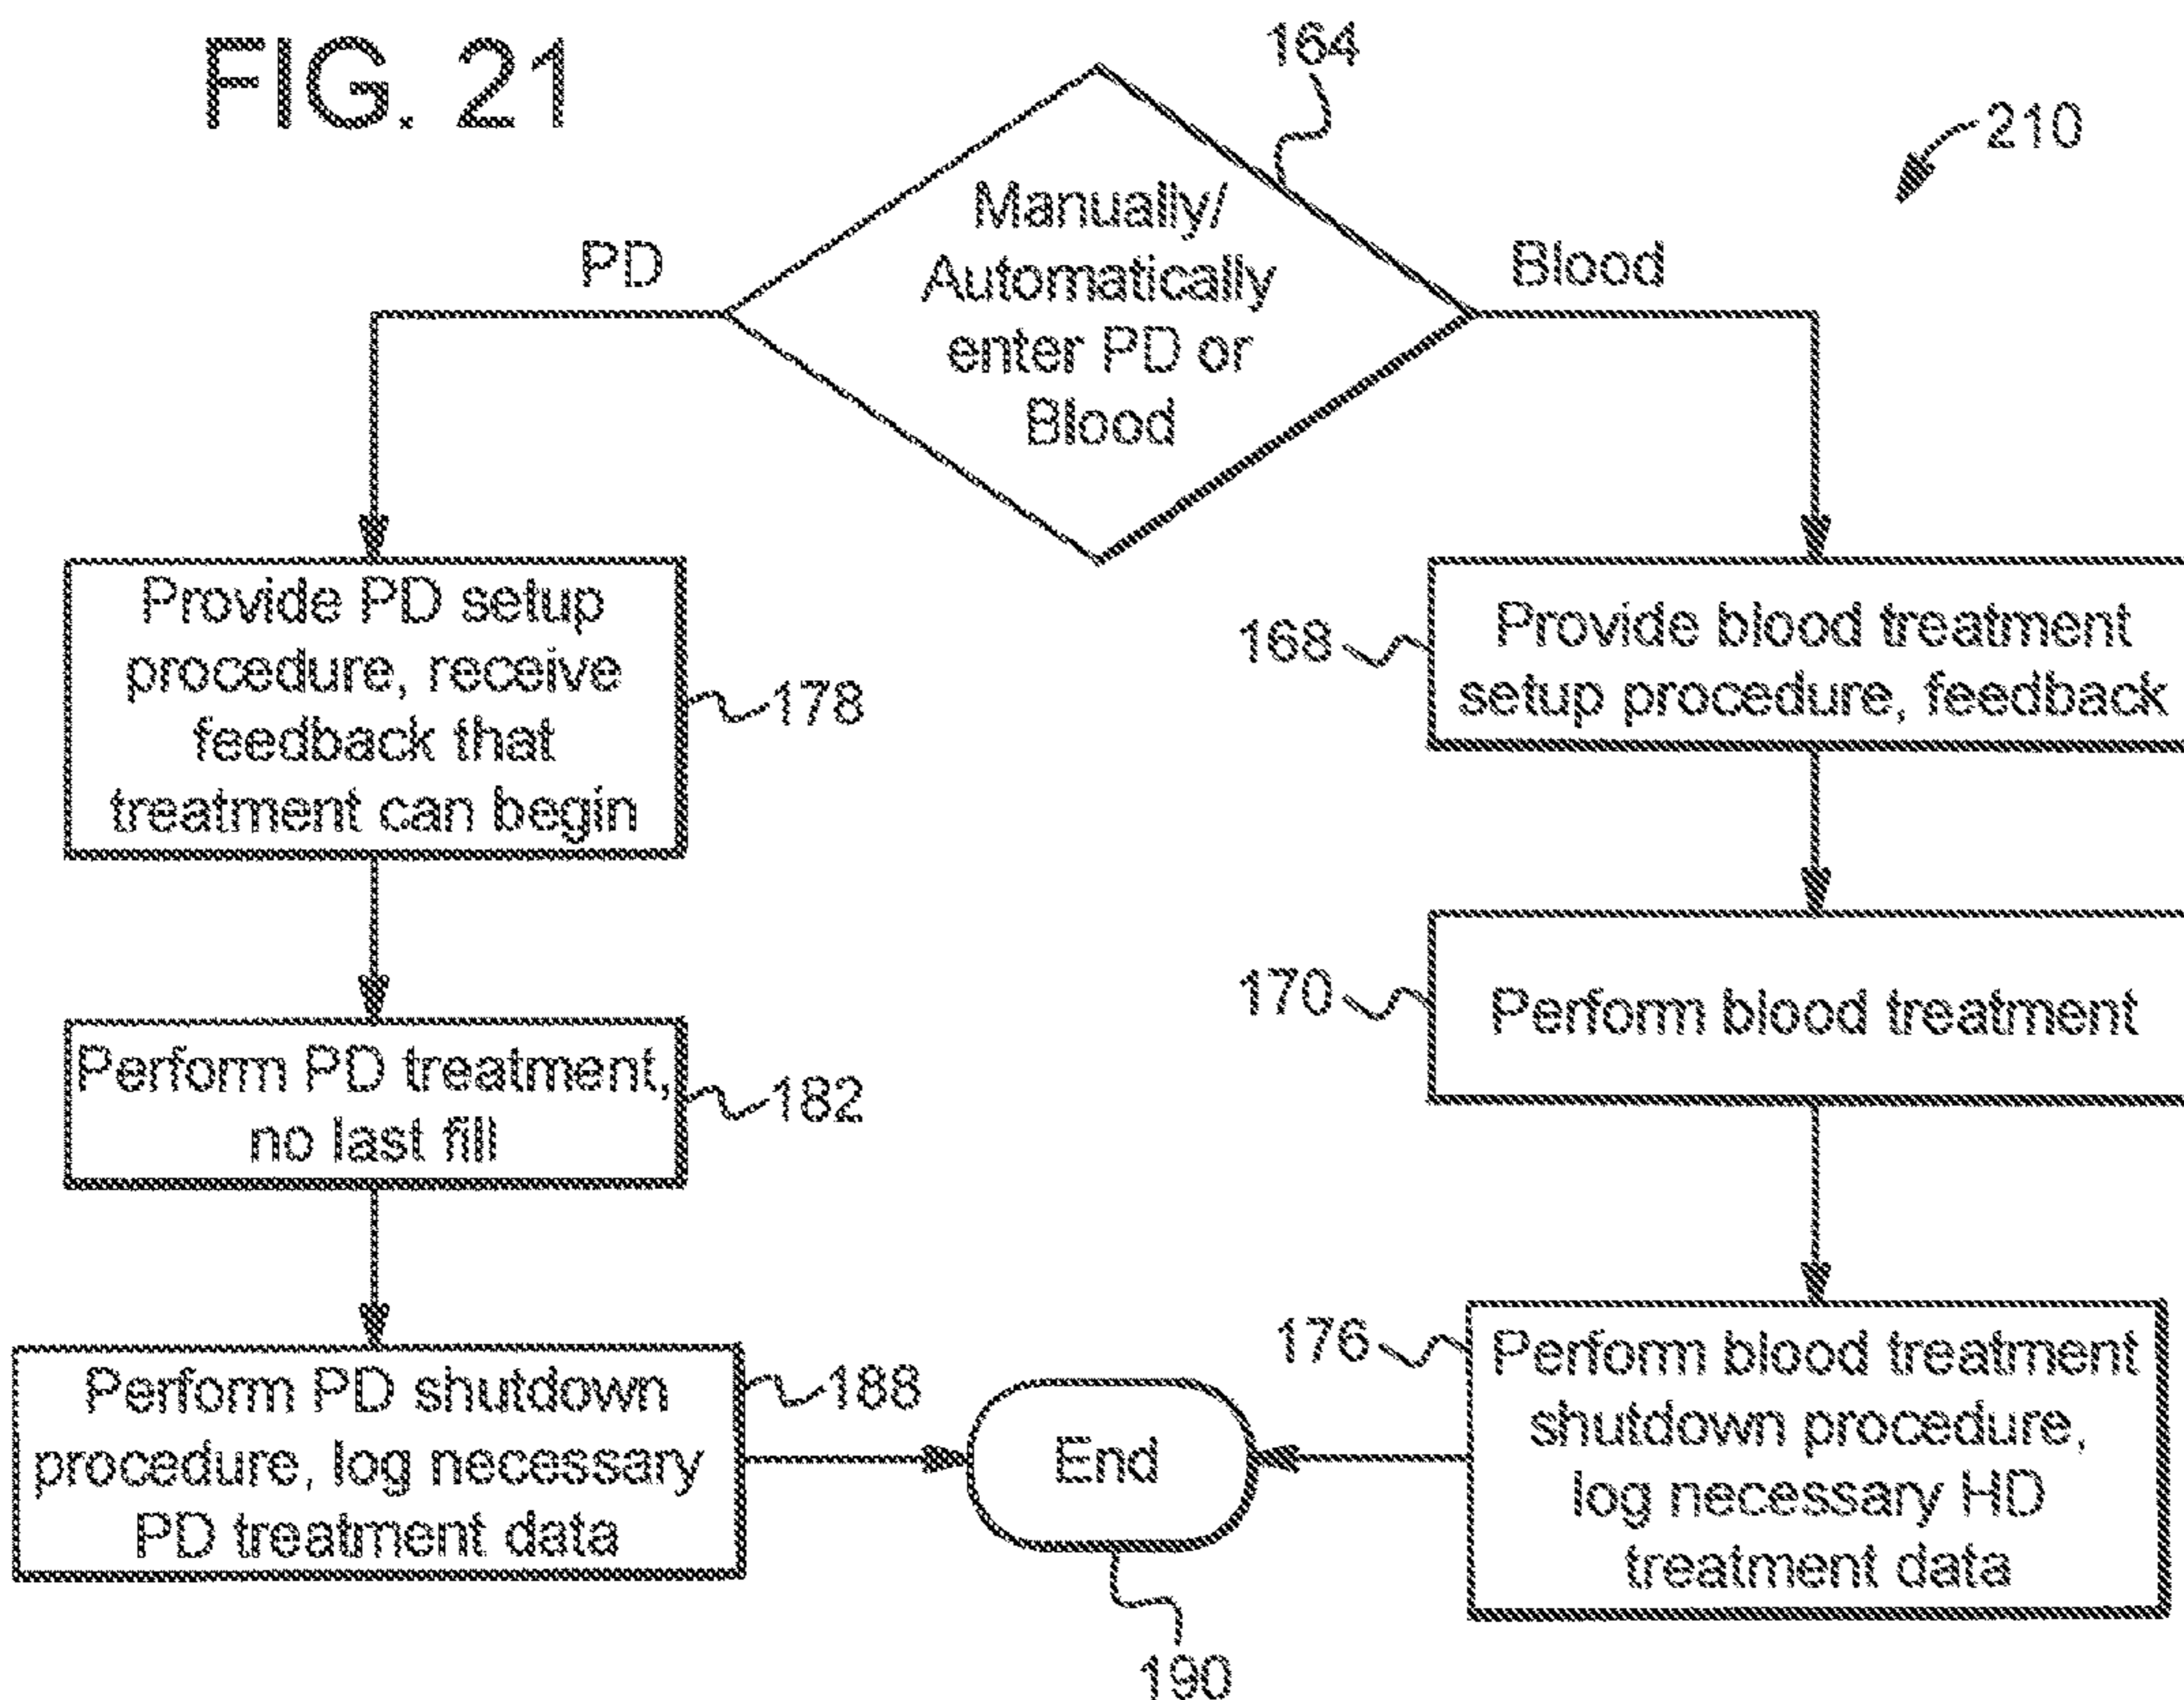 FIG. 21
164
210
Manually/
Automatically
enter PD or
Blood
PD
Blood
Provide PD setup
procedure, receive
feedback that
treatment can begin
178
168
Provide blood treatment
setup procedure, feedback
Perform PD treatment,
no last fill
182
170
Perform blood treatment
Perform PD shutdown
procedure, log necessary
PD treatment data
188
End
190
176
Perform blood treatment
shutdown procedure,
log necessary HD
treatment data